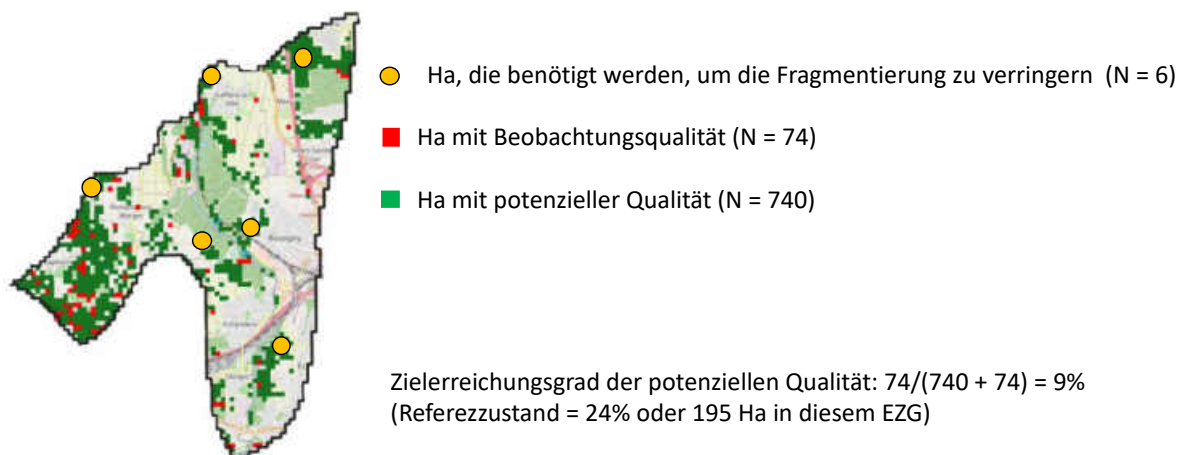 Ha, die benötigt werden, um die Fragmentierung zu verringern (N = 6)
Ha mit Beobachtungsqualität (N = 74)
Ha mit potenzieller Qualität (N = 740)
Zielerreichungsgrad der potenziellen Qualität: 74/(740 + 74) = 9%
(Referezzustand = 24% oder 195 Ha in diesem EZG)